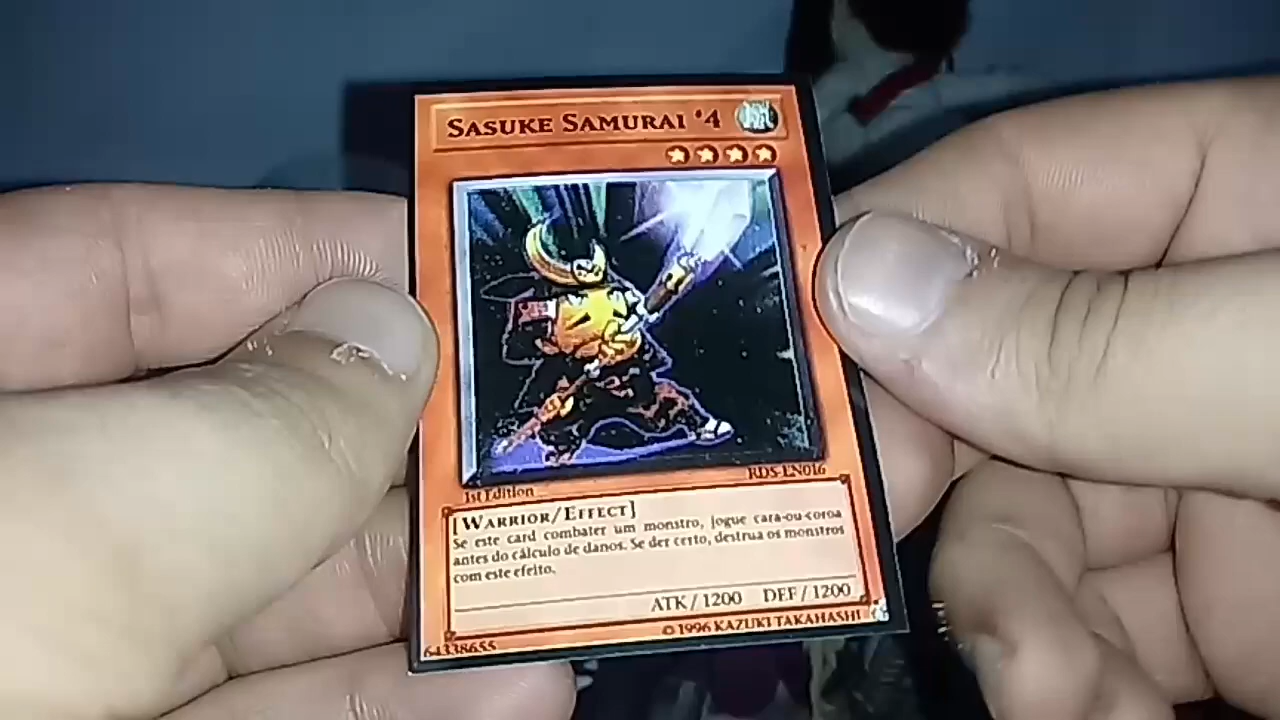 SASUKE SAMURAI #4
1st Edition
RDS-EN016
[WARRIOR/EFFECT]
Se este card combater um monstro, jogue cara-ou-coroa
antes do cálculo de danos. Se der certo, destrua os monstros
com este efeito.
ATK/1200 DEF/1200
64338655
©1996 KAZUKI TAKAHASHI